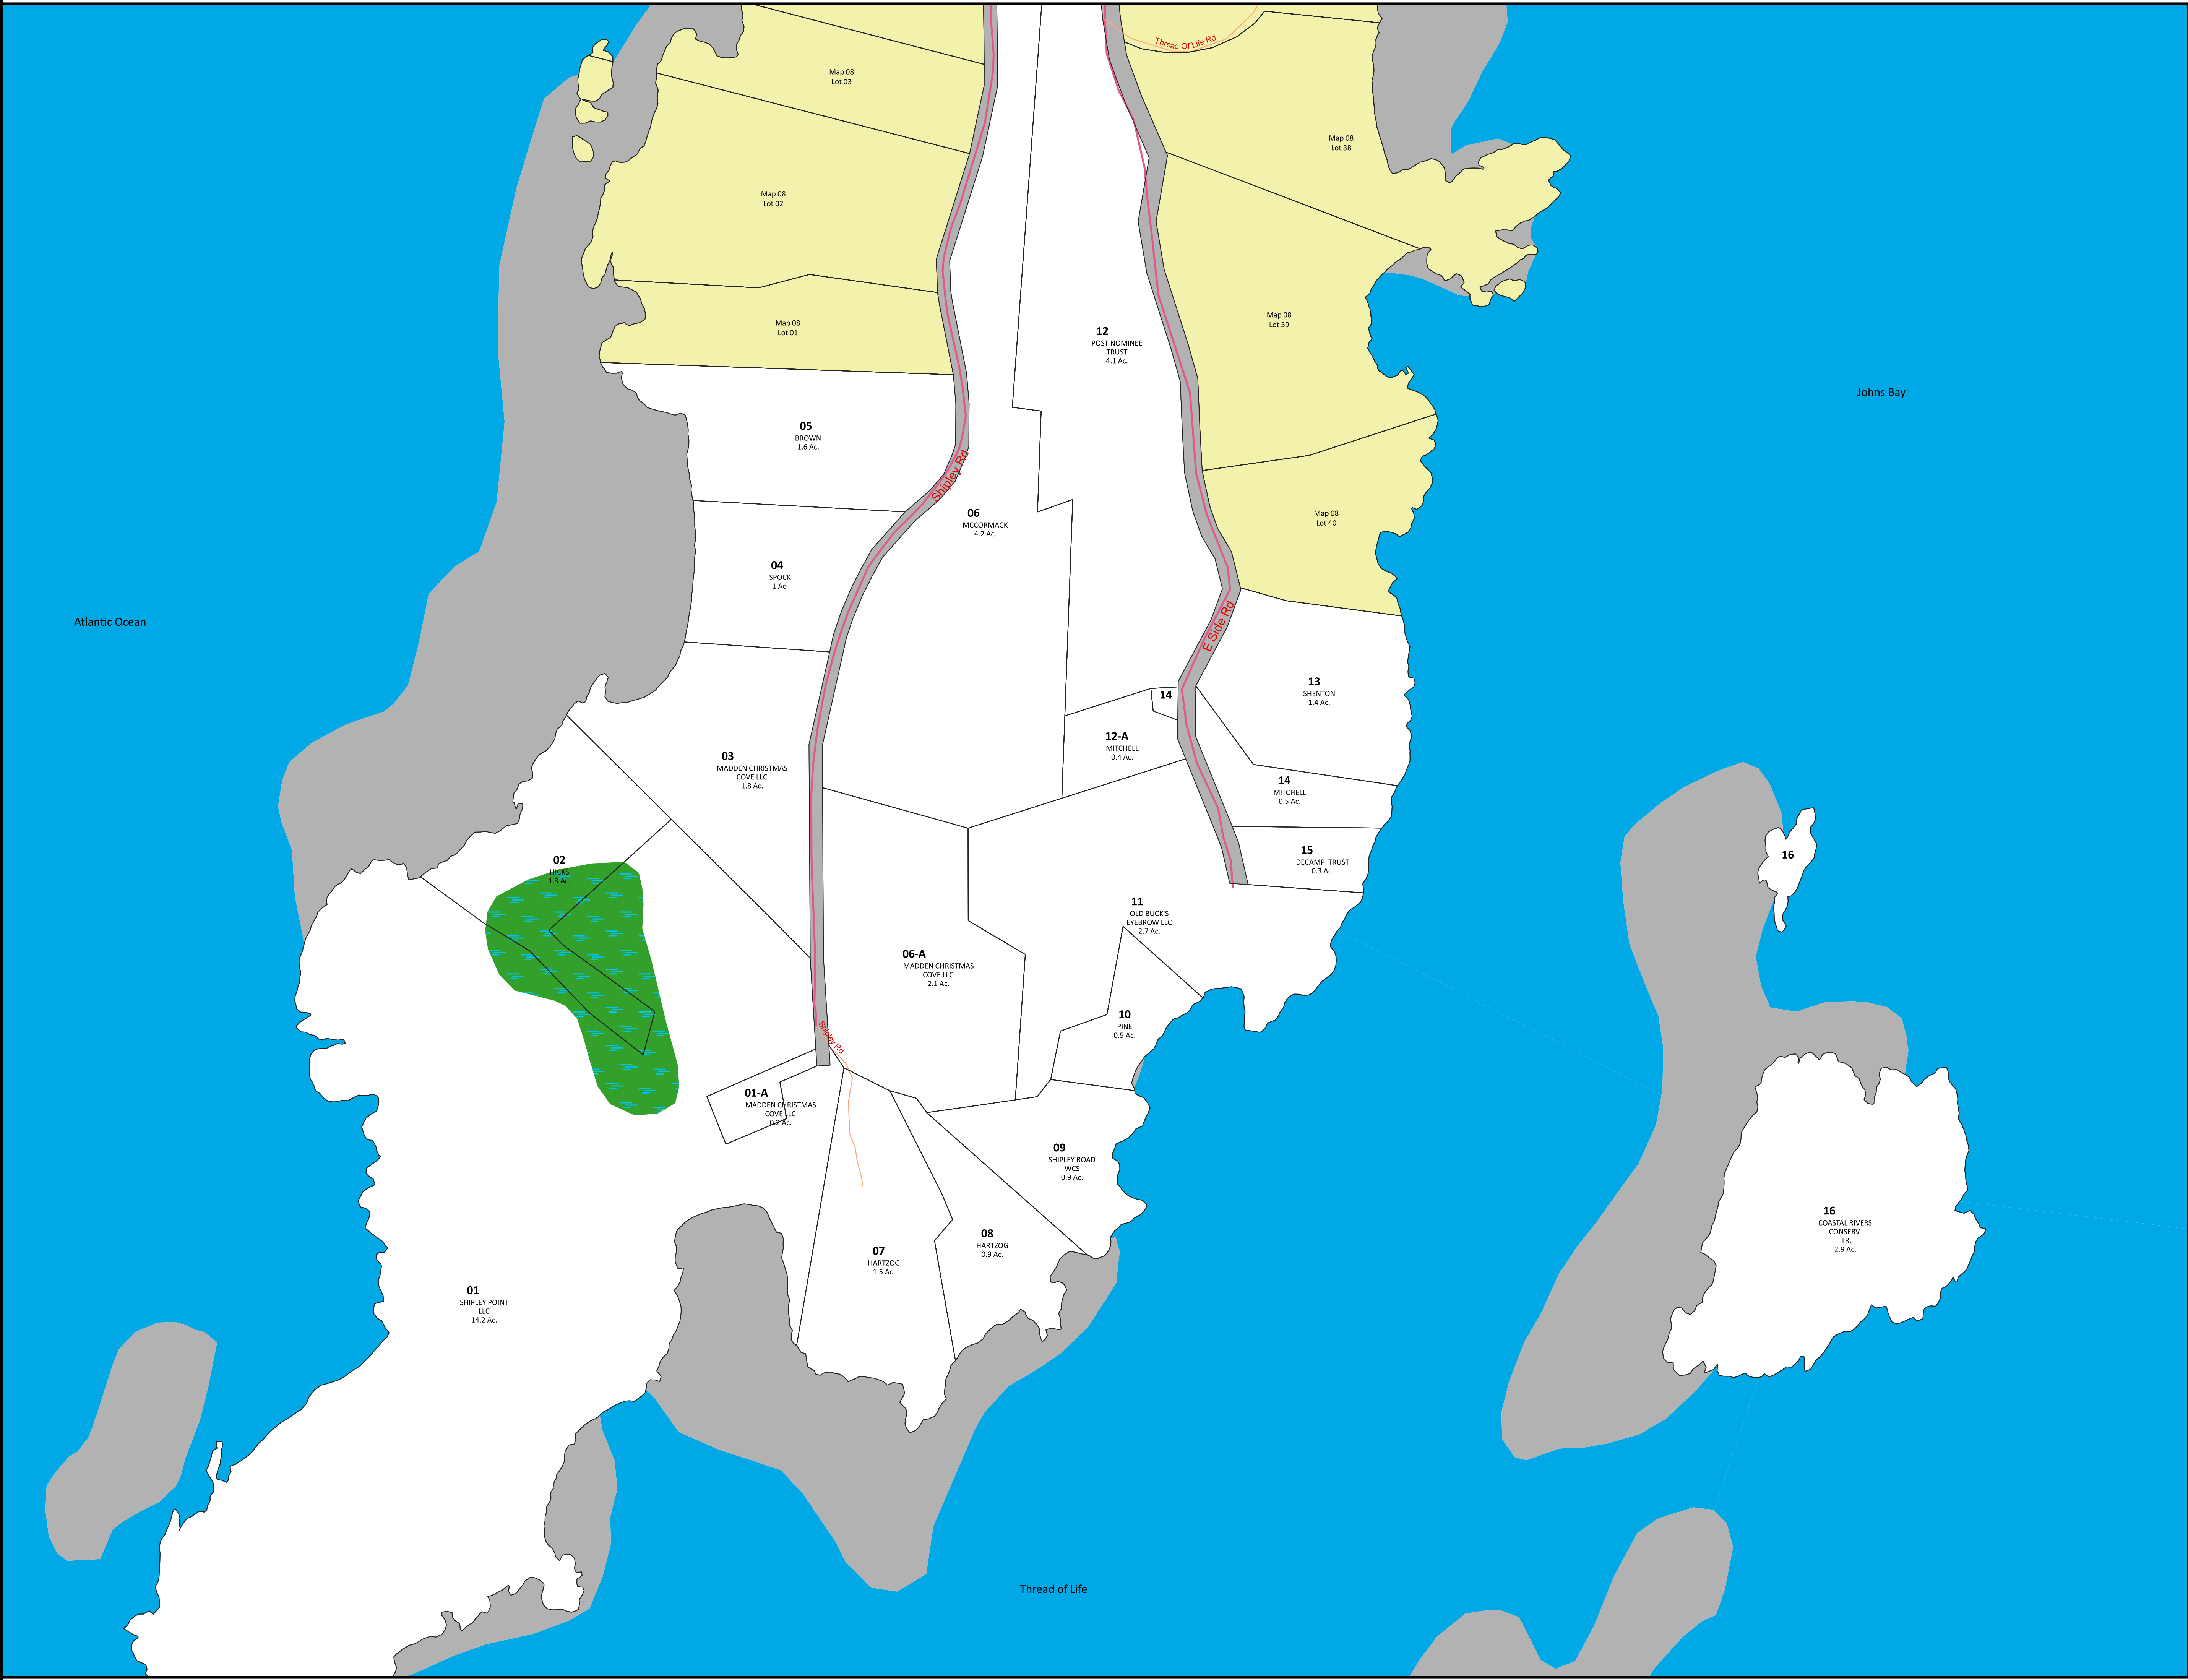 Thread Of Life Rd
Map 08
Lot 03
Map 08
Lot 38
Map 08
Lot 02
Map 08
Lot 01
Map 08
Lot 39
12
POST NOMINEE
TRUST
4.1 Ac.
Johns Bay
05
BROWN
1.6 Ac.
Shipley Rd
06
MCCORMACK
4.2 Ac.
Map 08
Lot 40
04
SPOCK
1 Ac.
Atlantic Ocean
E Side Rd
13
SHENTON
1.4 Ac.
14
12-A
MITCHELL
0.4 Ac.
03
MADDEN CHRISTMAS
COVE LLC
1.8 Ac.
14
MITCHELL
0.5 Ac.
02
HICKS
1.3 Ac.
15
DECAMP TRUST
0.3 Ac.
16
11
OLD BUCK'S
EYEBROW LLC
2.7 Ac.
06-A
MADDEN CHRISTMAS
COVE LLC
2.1 Ac.
10
PINE
0.5 Ac.
Shipley Rd
01-A
MADDEN CHRISTMAS
COVE LLC
0.2 Ac.
09
SHIPLEY ROAD
WCS
0.9 Ac.
16
COASTAL RIVERS
CONSERV.
TR.
2.9 Ac.
08
HARTZOG
0.9 Ac.
07
HARTZOG
1.5 Ac.
01
SHIPLEY POINT
LLC
14.2 Ac.
Thread of Life